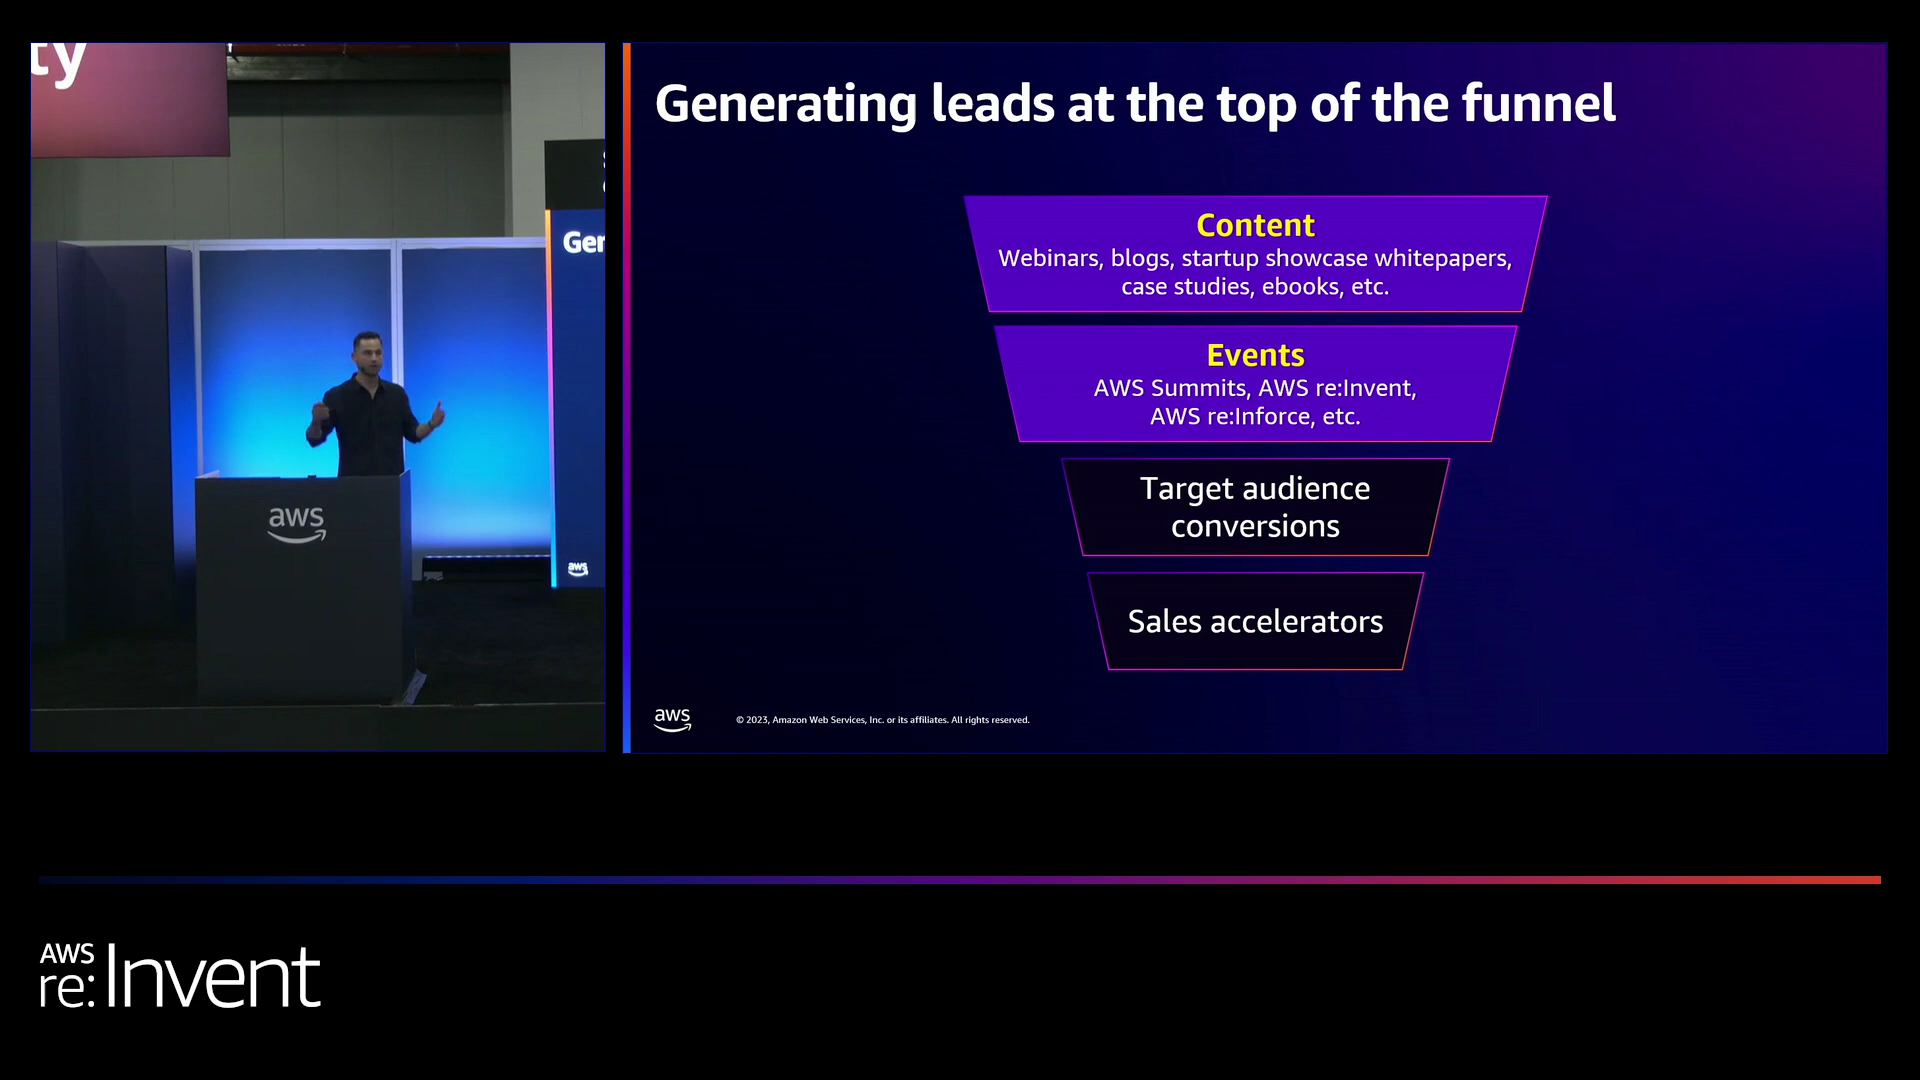 ty
Ger
aws
aws
Generating leads at the top of the funnel
Content
Webinars, blogs, startup showcase whitepapers,
case studies, ebooks, etc.
Events
AWS Summits, AWS re:Invent,
AWS re:Inforce, etc.
Target audience
conversions
Sales accelerators
aws
© 2023, Amazon Web Services, Inc. or its affiliates. All rights reserved.
AWS
re:Invent